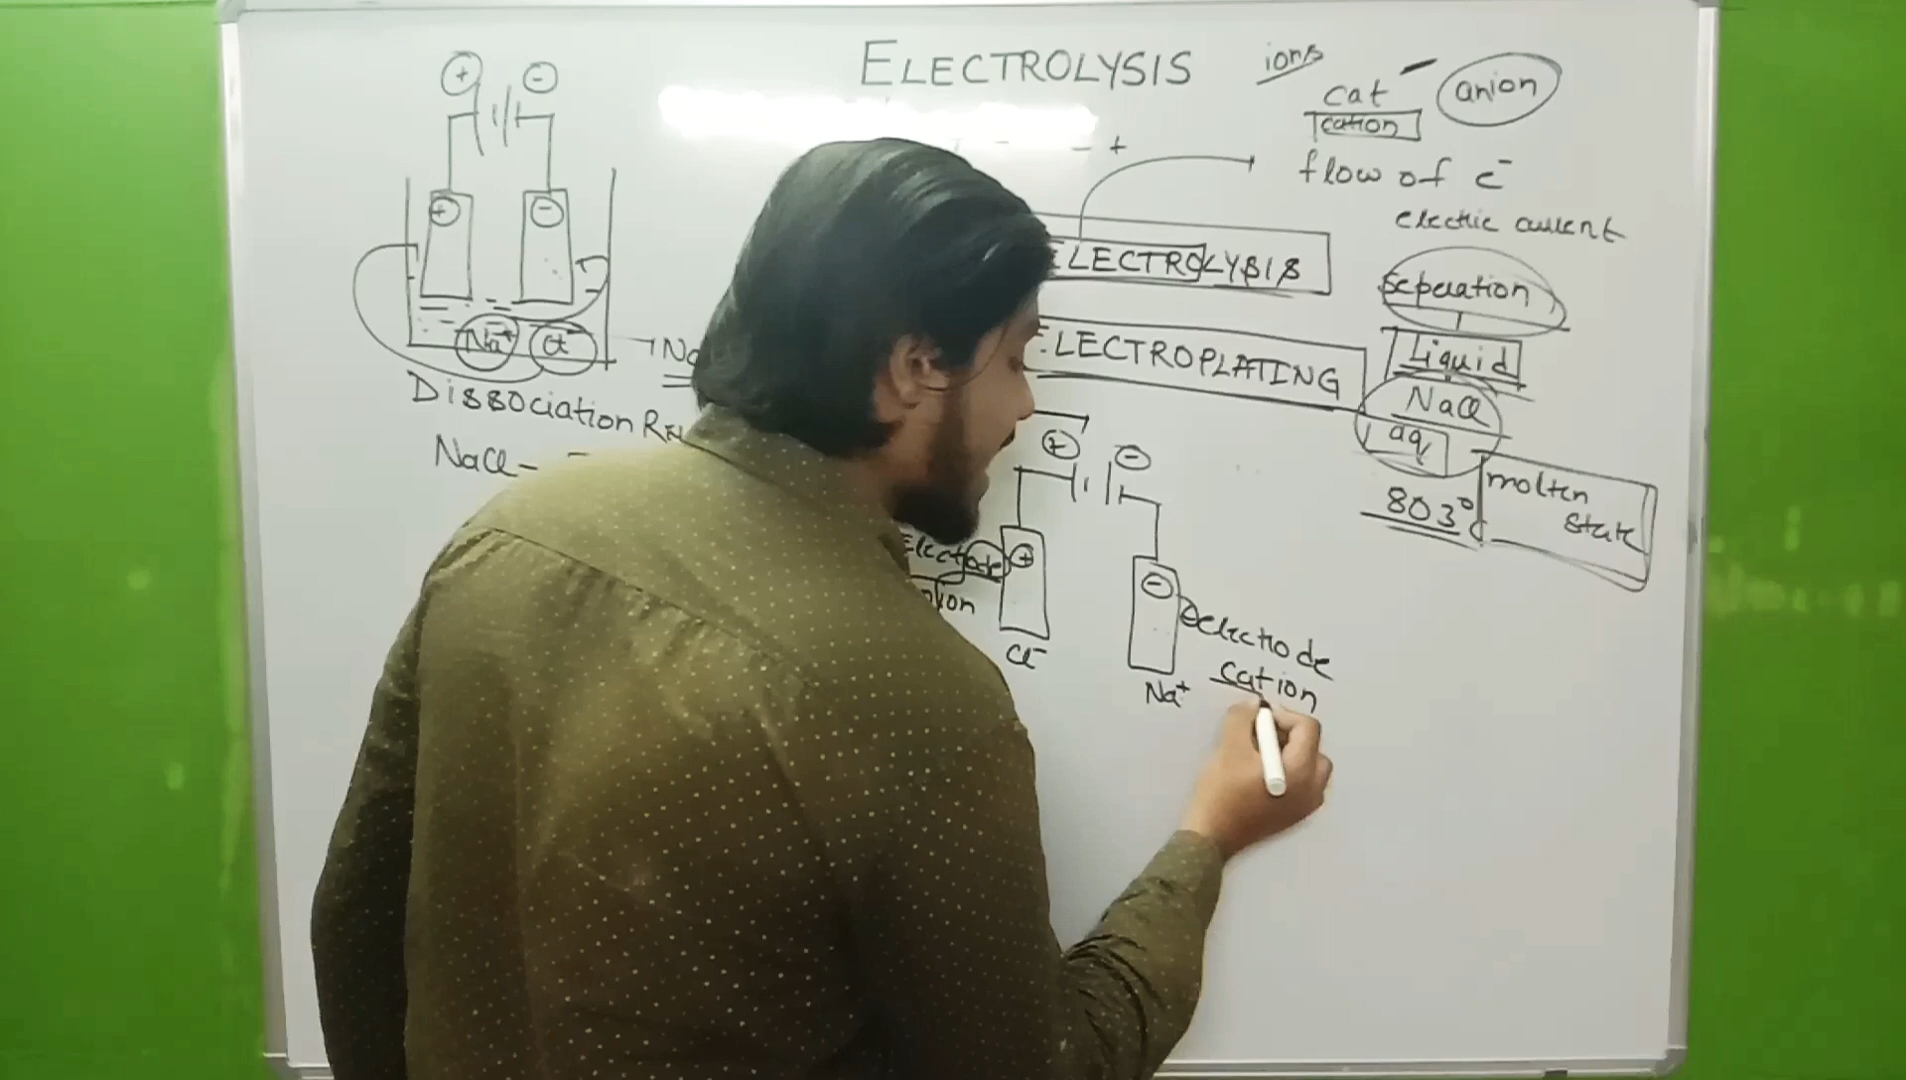 ELECTROLYSIS
ions
cat
cation
anion
+ -
- +
flow of e-
electric current
+ -
ELECTROLYSIS
Seperation
Liquid
NaCl
aq
803°C
molten
state
Na+ Cl-
Dissociation
NaCl-
ELECTROPLATING
+ -
Electrode +
Cl-
- electrode
cation
Na+